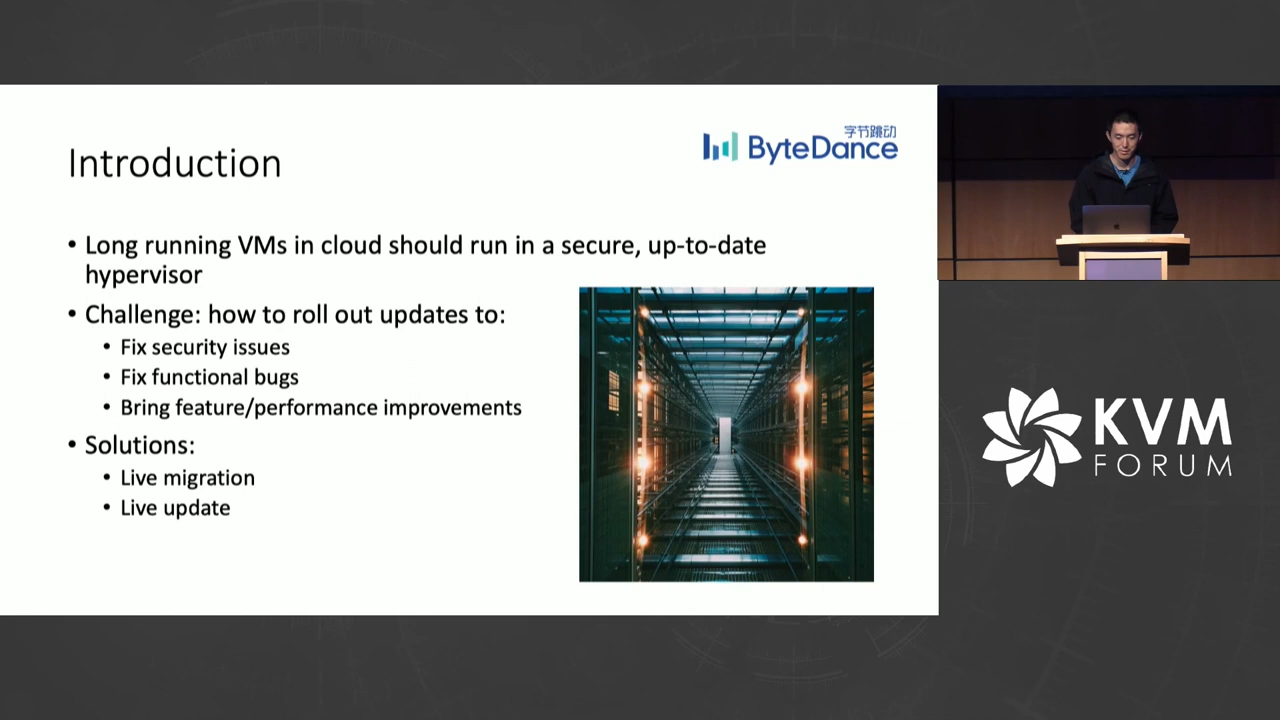 Introduction
字节跳动
ByteDance
• Long running VMs in cloud should run in a secure, up-to-date
hypervisor
• Challenge: how to roll out updates to:
• Fix security issues
• Fix functional bugs
• Bring feature/performance improvements
• Solutions:
• Live migration
• Live update
KVM
FORUM